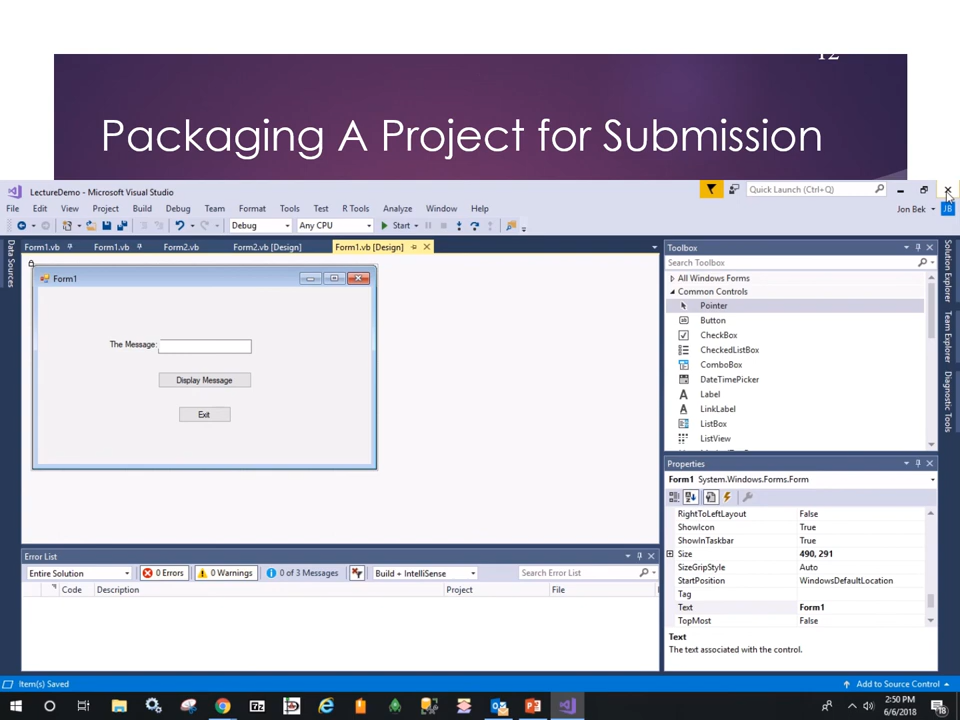 12
Packaging A Project for Submission
LectureDemo - Microsoft Visual Studio
Quick Launch (Ctrl+Q)
File Edit View Project Build Debug Team Format Tools Test R Tools Analyze Window Help
Jon Bek
JB
Debug Any CPU Start
Data Sources
Form1.vb Form1.vb Form2.vb Form2.vb [Design] Form1.vb [Design]
Form1
The Message:
Display Message
Exit
Toolbox
Search Toolbox
All Windows Forms
Common Controls
Pointer
Button
CheckBox
CheckedListBox
ComboBox
DateTimePicker
Label
LinkLabel
ListBox
ListView
Solution Explorer
Team Explorer
Diagnostic Tools
Properties
Form1 System.Windows.Forms.Form
RightToLeftLayout False
ShowIcon True
ShowInTaskbar True
Size 490, 291
SizeGripStyle Auto
StartPosition WindowsDefaultLocation
Tag
Text Form1
TopMost False
Text
The text associated with the control.
Error List
Entire Solution 0 Errors 0 Warnings 0 of 3 Messages Build + IntelliSense Search Error List
Code Description Project File
Item(s) Saved
Add to Source Control
2:50 PM
6/6/2018
18